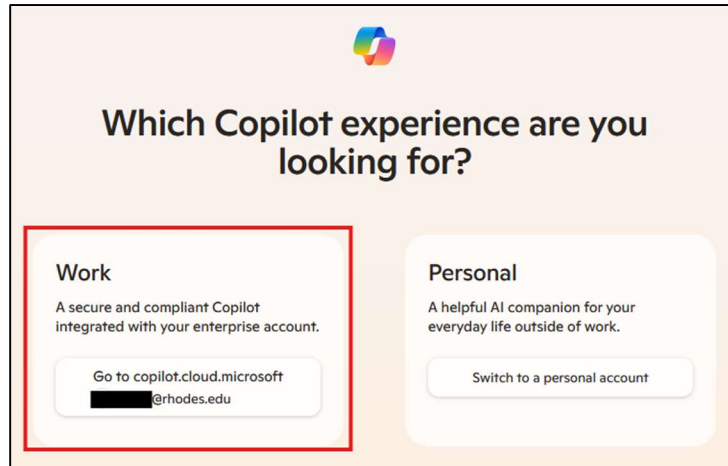 Which Copilot experience are you
looking for?
Work
A secure and compliant Copilot
integrated with your enterprise account.
Go to copilot.cloud.microsoft
@rhodes.edu
Personal
A helpful AI companion for your
everyday life outside of work.
Switch to a personal account